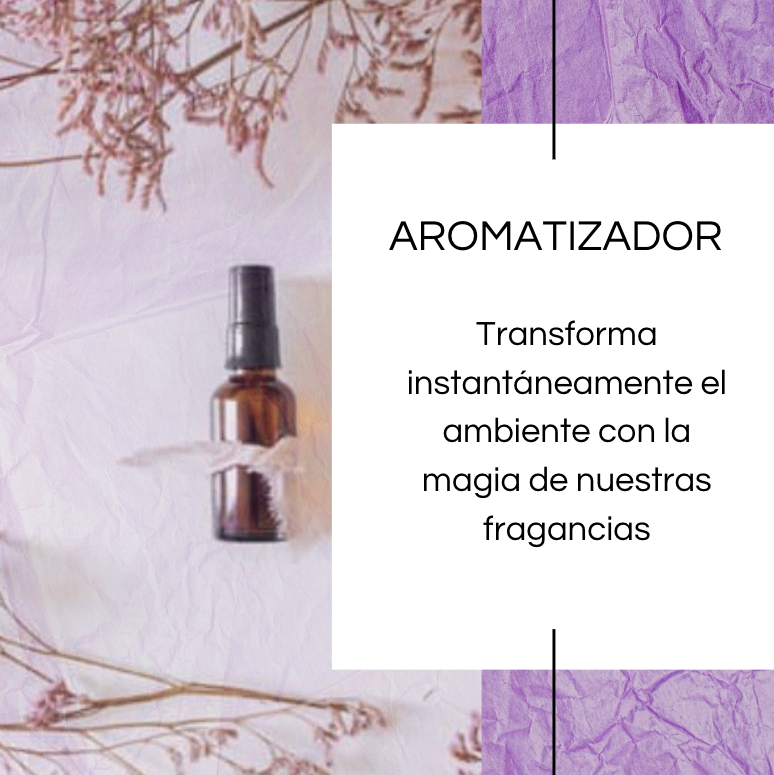 AROMATIZADOR
Transforma
instantáneamente el
ambiente con la
magia de nuestras
fragancias